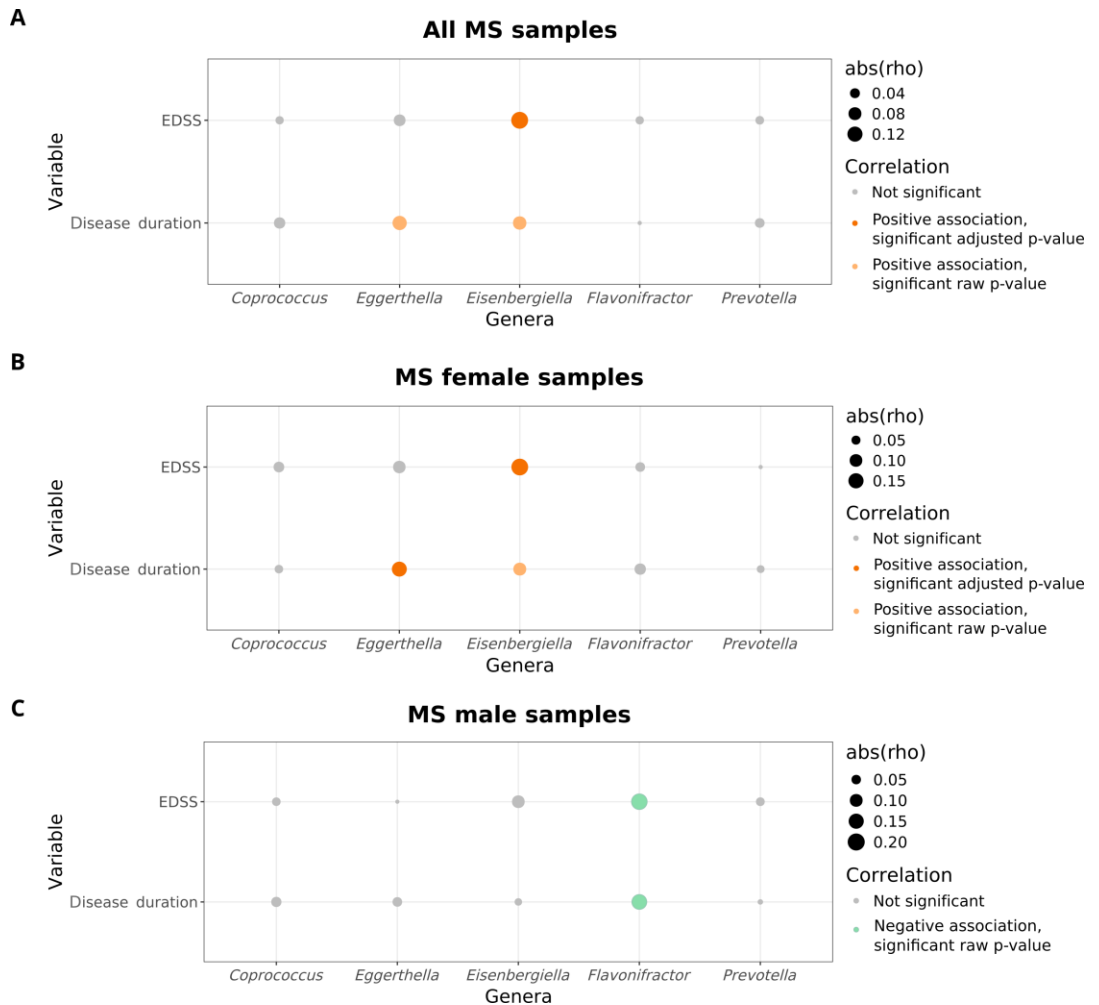 A
All MS samples
Variable
EDSS
Disease duration
Coprococcus Eggerthella Eisenbergiella Flavonifractor Prevotella
Genera
abs(rho)
0.04
0.08
0.12
Correlation
Not significant
Positive association,
significant adjusted p-value
Positive association,
significant raw p-value
B
MS female samples
Variable
EDSS
Disease duration
Coprococcus Eggerthella Eisenbergiella Flavonifractor Prevotella
Genera
abs(rho)
0.05
0.10
0.15
Correlation
Not significant
Positive association,
significant adjusted p-value
Positive association,
significant raw p-value
C
MS male samples
Variable
EDSS
Disease duration
Coprococcus Eggerthella Eisenbergiella Flavonifractor Prevotella
Genera
abs(rho)
0.05
0.10
0.15
0.20
Correlation
Not significant
Negative association,
significant raw p-value